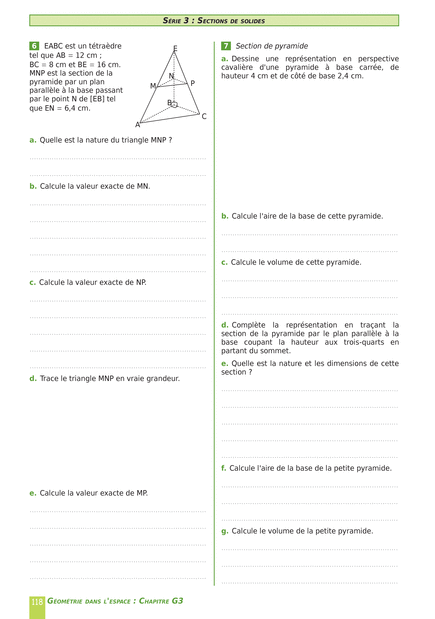 SÉRIE 3 : SECTIONS DE SOLIDES
6 EABC est un tétraèdre
tel que AB = 12 cm ;
BC = 8 cm et BE = 16 cm.
MNP est la section de la
pyramide par un plan
parallèle à la base passant
par le point N de [EB] tel
que EN = 6,4 cm.
E
N
M
P
B
C
A
a. Quelle est la nature du triangle MNP ?
b. Calcule la valeur exacte de MN.
c. Calcule la valeur exacte de NP.
d. Trace le triangle MNP en vraie grandeur.
e. Calcule la valeur exacte de MP.
7 Section de pyramide
a. Dessine une représentation en perspective
cavalière d'une pyramide à base carrée, de
hauteur 4 cm et de côté de base 2,4 cm.
b. Calcule l'aire de la base de cette pyramide.
c. Calcule le volume de cette pyramide.
d. Complète la représentation en traçant la
section de la pyramide par le plan parallèle à la
base coupant la hauteur aux trois-quarts en
partant du sommet.
e. Quelle est la nature et les dimensions de cette
section ?
f. Calcule l'aire de la base de la petite pyramide.
g. Calcule le volume de la petite pyramide.
118 GÉOMÉTRIE DANS L'ESPACE : CHAPITRE G3